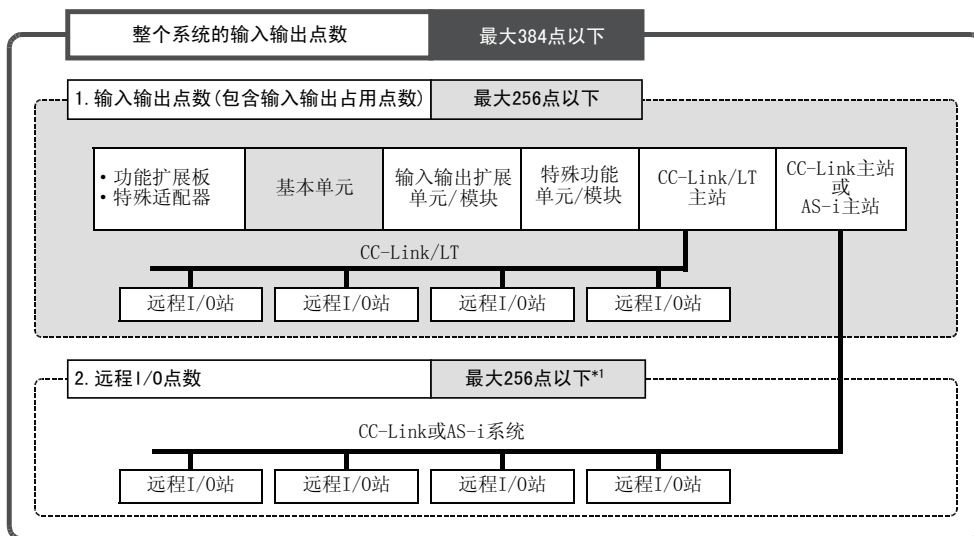 整个系统的输入输出点数
最大384点以下
1. 输入输出点数(包含输入输出占用点数)
最大256点以下
• 功能扩展板
• 特殊适配器
基本单元
输入输出扩展
单元/模块
特殊功能
单元/模块
CC-Link/LT
主站
CC-Link主站
或
AS-i主站
CC-Link/LT
远程I/O站
远程I/O站
远程I/O站
远程I/O站
2. 远程I/O点数
最大256点以下*1
CC-Link或AS-i系统
远程I/O站
远程I/O站
远程I/O站
远程I/O站